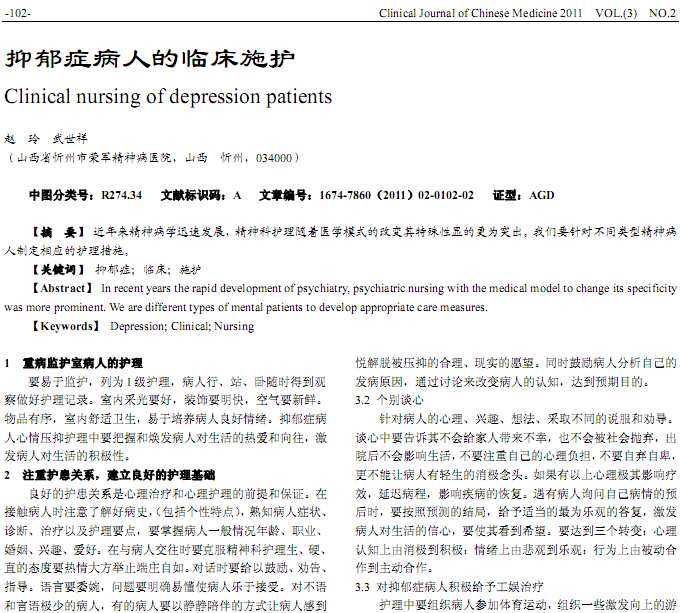 -102-
Clinical Journal of Chinese Medicine 2011 VOL.(3) NO.2
抑郁症病人的临床施护
Clinical nursing of depression patients
赵 玲 武世祥
（山西省忻州市荣军精神病医院，山西 忻州，034000）
中图分类号：R274.34 文献标识码：A 文章编号：1674-7860（2011）02-0102-02 证型：AGD
【摘 要】 近年来精神病学迅速发展，精神科护理随着医学模式的改变其特殊性显的更为突出。我们要针对不同类型精神病
人制定相应的护理措施。
【关键词】 抑郁症；临床；施护
【Abstract】 In recent years the rapid development of psychiatry, psychiatric nursing with the medical model to change its specificity
was more prominent. We are different types of mental patients to develop appropriate care measures.
【Keywords】 Depression; Clinical; Nursing
1 重病监护室病人的护理
要易于监护，列为 I 级护理，病人行、站、卧随时得到观
察做好护理记录。室内采光要好，装饰要明快，空气要新鲜。
物品有序，室内舒适卫生，易于培养病人良好情绪。抑郁症病
人心情压抑护理中要把握和焕发病人对生活的热爱和向往，激
发病人对生活的积极性。
2 注重护患关系，建立良好的护理基础
良好的护患关系是心理治疗和心理护理的前提和保证。在
接触病人时注意了解好病史，（包括个性特点），熟知病人症状、
诊断、治疗以及护理要点，要掌握病人一般情况年龄、职业、
婚姻、兴趣、爱好。在与病人交往时要克服精神科护理生、硬、
直的态度要热情大方举止端庄自如。对话时要给以鼓励、劝告、
指导。语言要委婉，问题要明确易懂使病人乐于接受。对不语
和言语极少的病人，有的病人要以静静陪伴的方式让病人感到
悦解脱被压抑的合理、现实的愿望。同时鼓励病人分析自己的
发病原因，通过讨论来改变病人的认知，达到预期目的。
3.2 个别谈心
针对病人的心理、兴趣、想法、采取不同的说服和劝导。
谈心中要告诉其不会给家人带来不幸，也不会被社会抛弃，出
院后不会影响生活，不要注重自己的心理负担，不要自弃自卑，
更不能让病人有轻生的消极念头。如果有以上心理极其影响疗
效，延迟病程，影响疾病的恢复。遇有病人询问自己病情的预
后时，要按照预测的结局，给予适当的最为乐观的答复，激发
病人对生活的信心，要使其看到希望。要达到三个转变：心理
认知上由消极到积极；情绪上由悲观到乐观；行为上由被动合
作到主动合作。
3.3 对抑郁症病人积极给予工娱治疗
护理中要组织病人参加体育运动，组织一些激发向上的游